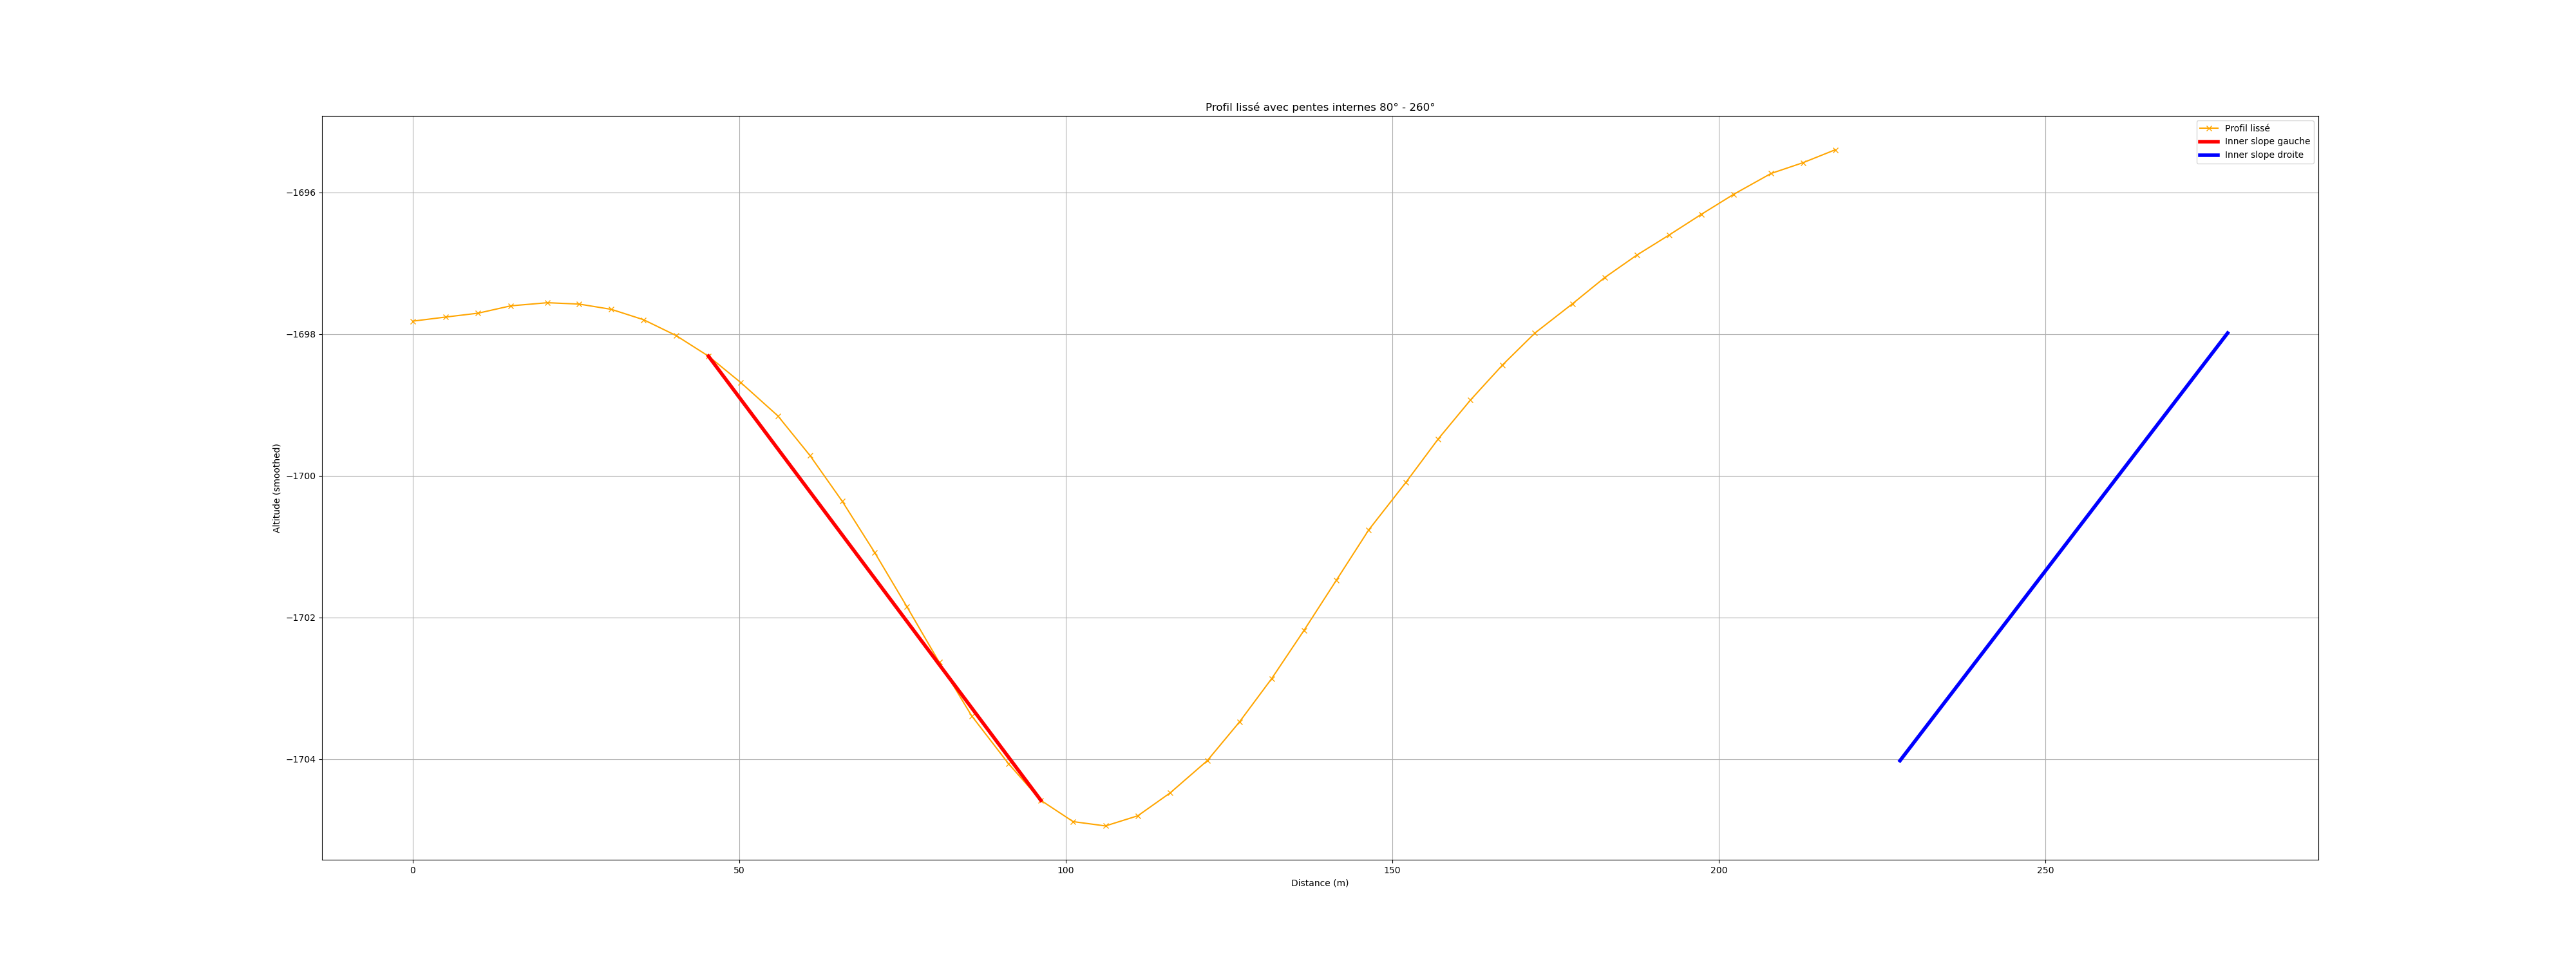 Profil lissé avec pentes internes 80° - 260°
Profil lissé
Inner slope gauche
Inner slope droite
−1696
−1698
−1700
−1702
−1704
Altitude (smoothed)
0
50
100
150
200
250
Distance (m)